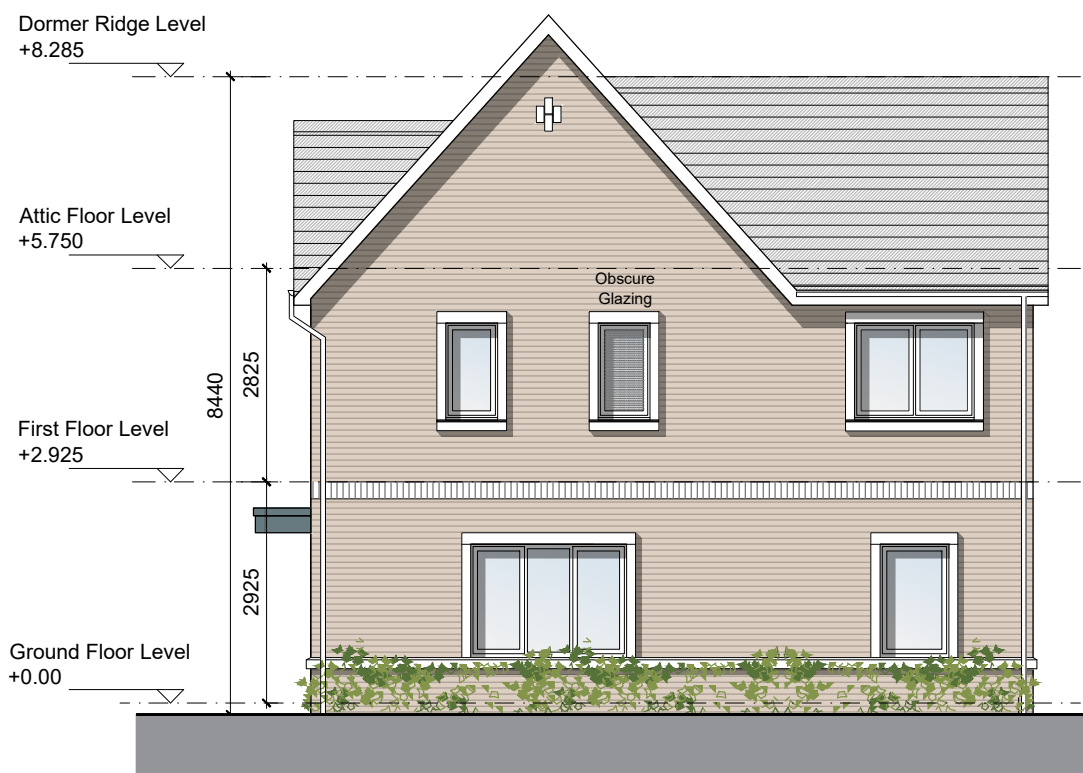 Dormer Ridge Level
+8.285
Attic Floor Level
+5.750
Obscure
Glazing
8440
2825
First Floor Level
+2.925
2925
Ground Floor Level
+0.00